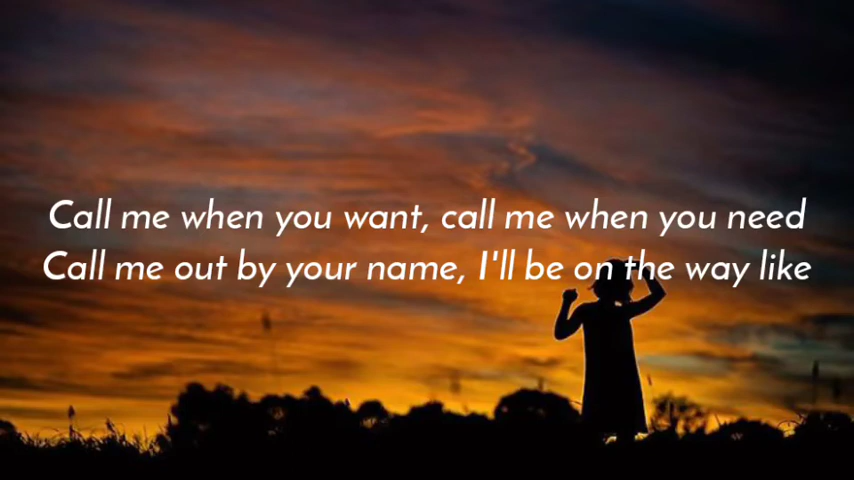 Call me when you want, call me when you need
Call me out by your name, I'll be on the way like